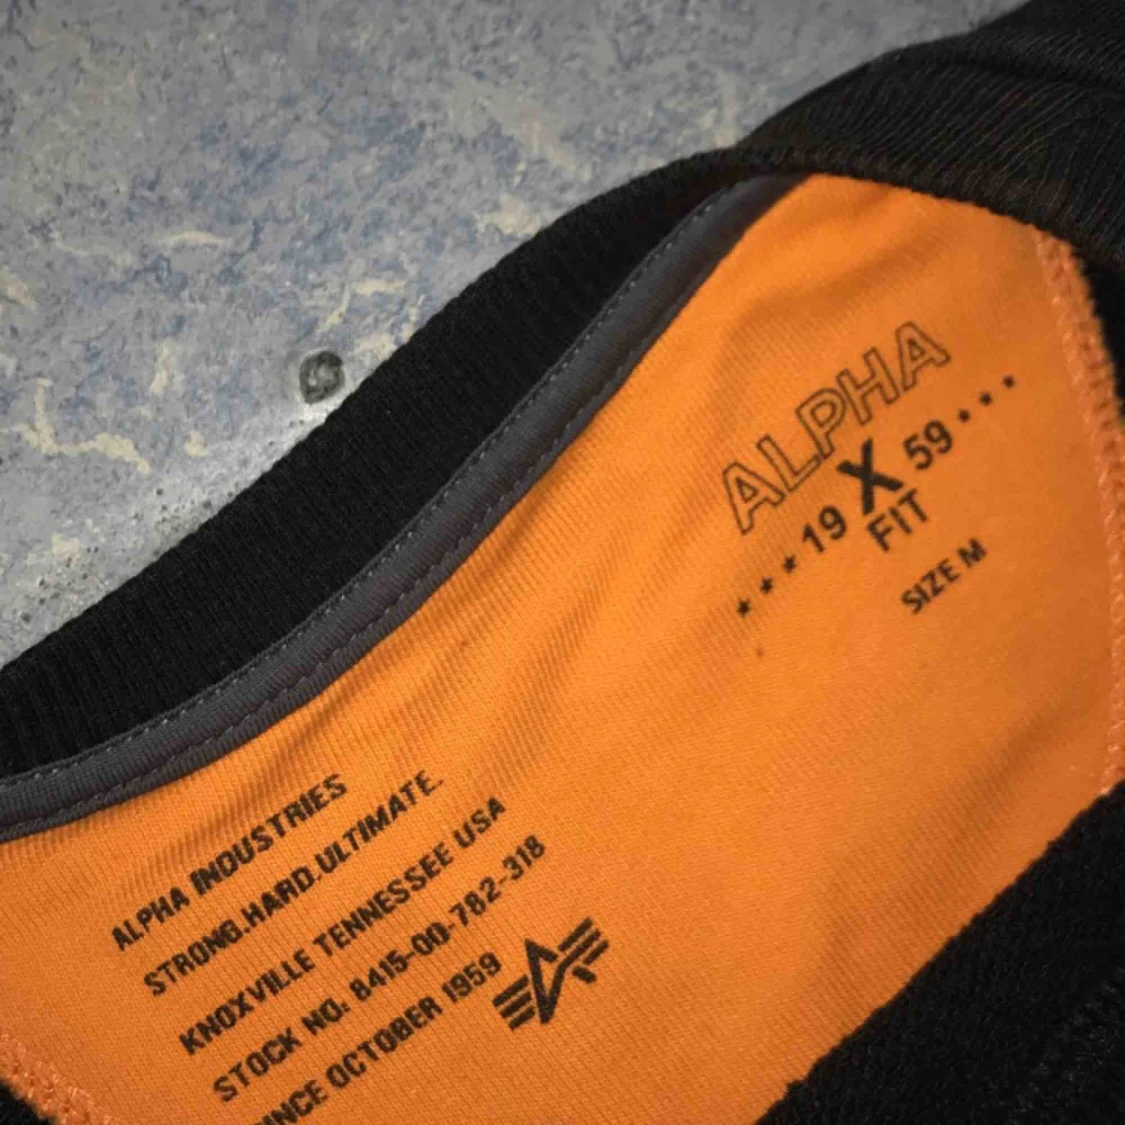 ALPHA
★★★19 X 59★★★
FIT
SIZE M
ALPHA INDUSTRIES
STRONG.HARD.ULTIMATE.
KNOXVILLE TENNESSEE USA
STOCK NO: 8415-00-782-318
INCE OCTOBER 1959